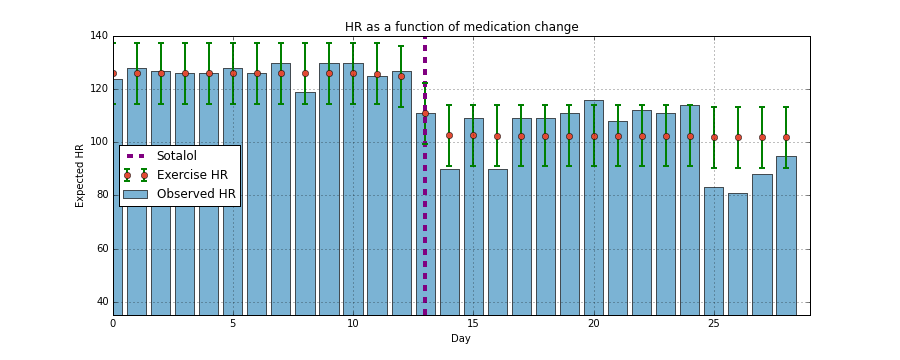 HR as a function of medication change
140
120
100
80
60
40
Expected HR
Sotalol
Exercise HR
Observed HR
0 5 10 15 20 25
Day